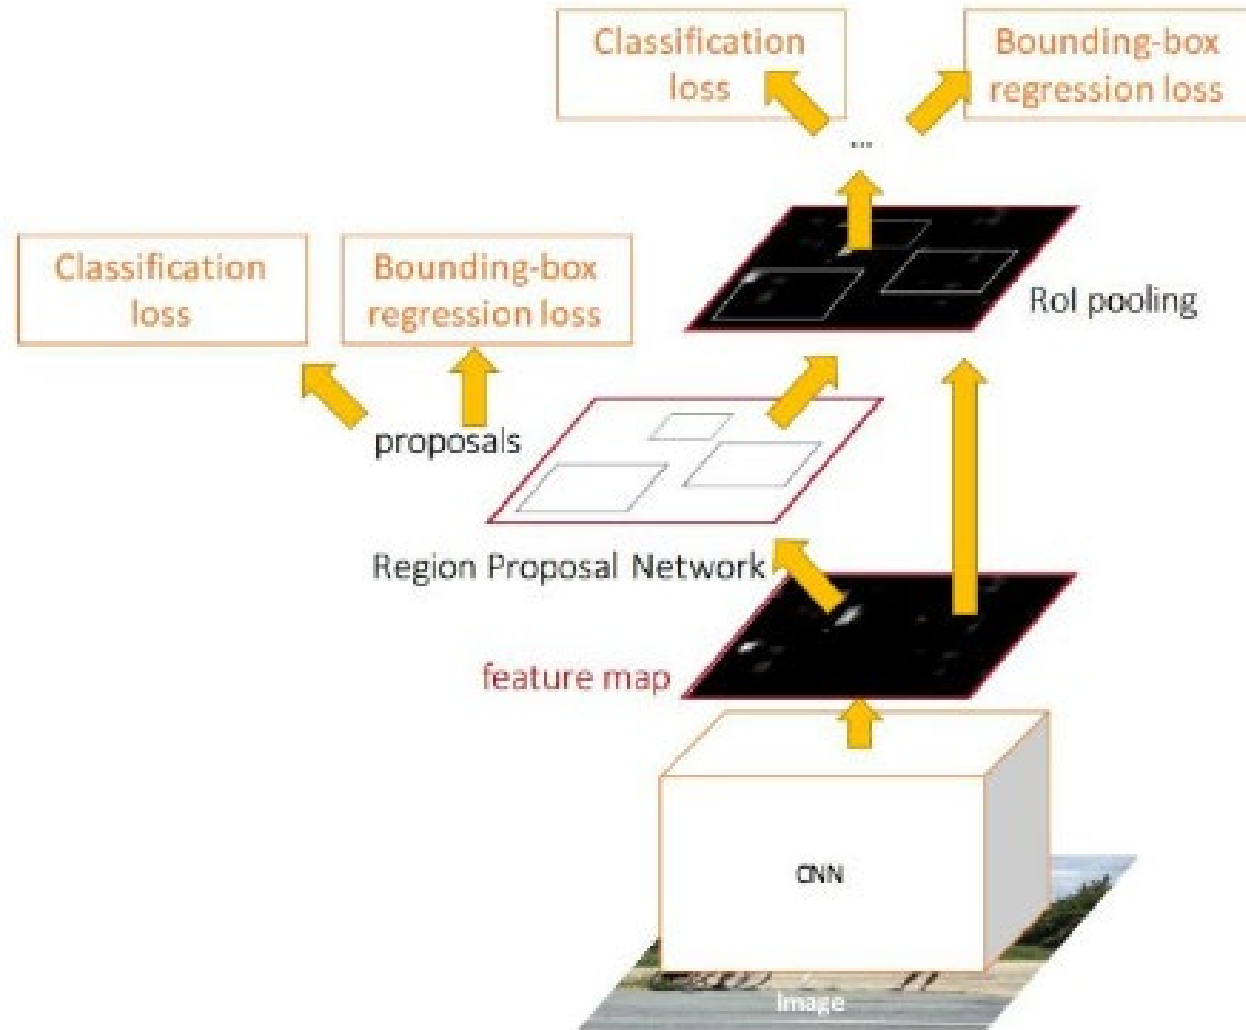 Classification
loss
Bounding-box
regression loss
...
Classification
loss
Bounding-box
regression loss
RoI pooling
proposals
Region Proposal Network
feature map
CNN
image